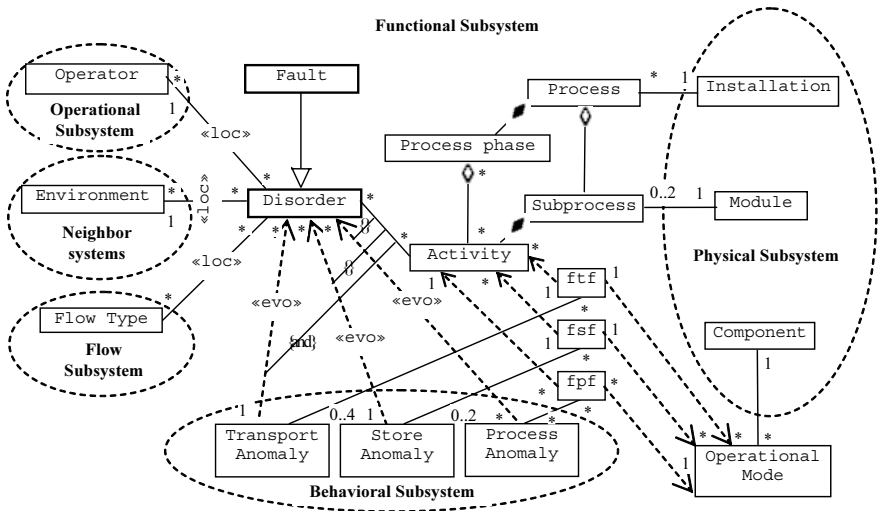 Functional Subsystem
Operator
*
Operational
Subsystem
1
«loc»
Fault
Process
*
1
Installation
Process phase
*
Environment
*
*
«loc»
1
Neighbor
systems
*
Disorder
*
*
*
*
*
*
*
Subprocess
0..2
1
Module
Physical Subsystem
Activity
*
*
1
*
{}
{}
«loc»
*
Flow Type
Flow
Subsystem
«evo»
«evo»
«evo»
{and}
ftf
1
1
*
fsf
1
1
*
fpf
*
*
*
Component
1
1
0..4
1
0..2
*
*
Transport
Anomaly
Store
Anomaly
Process
Anomaly
Behavioral Subsystem
*
*
*
1
Operational
Mode